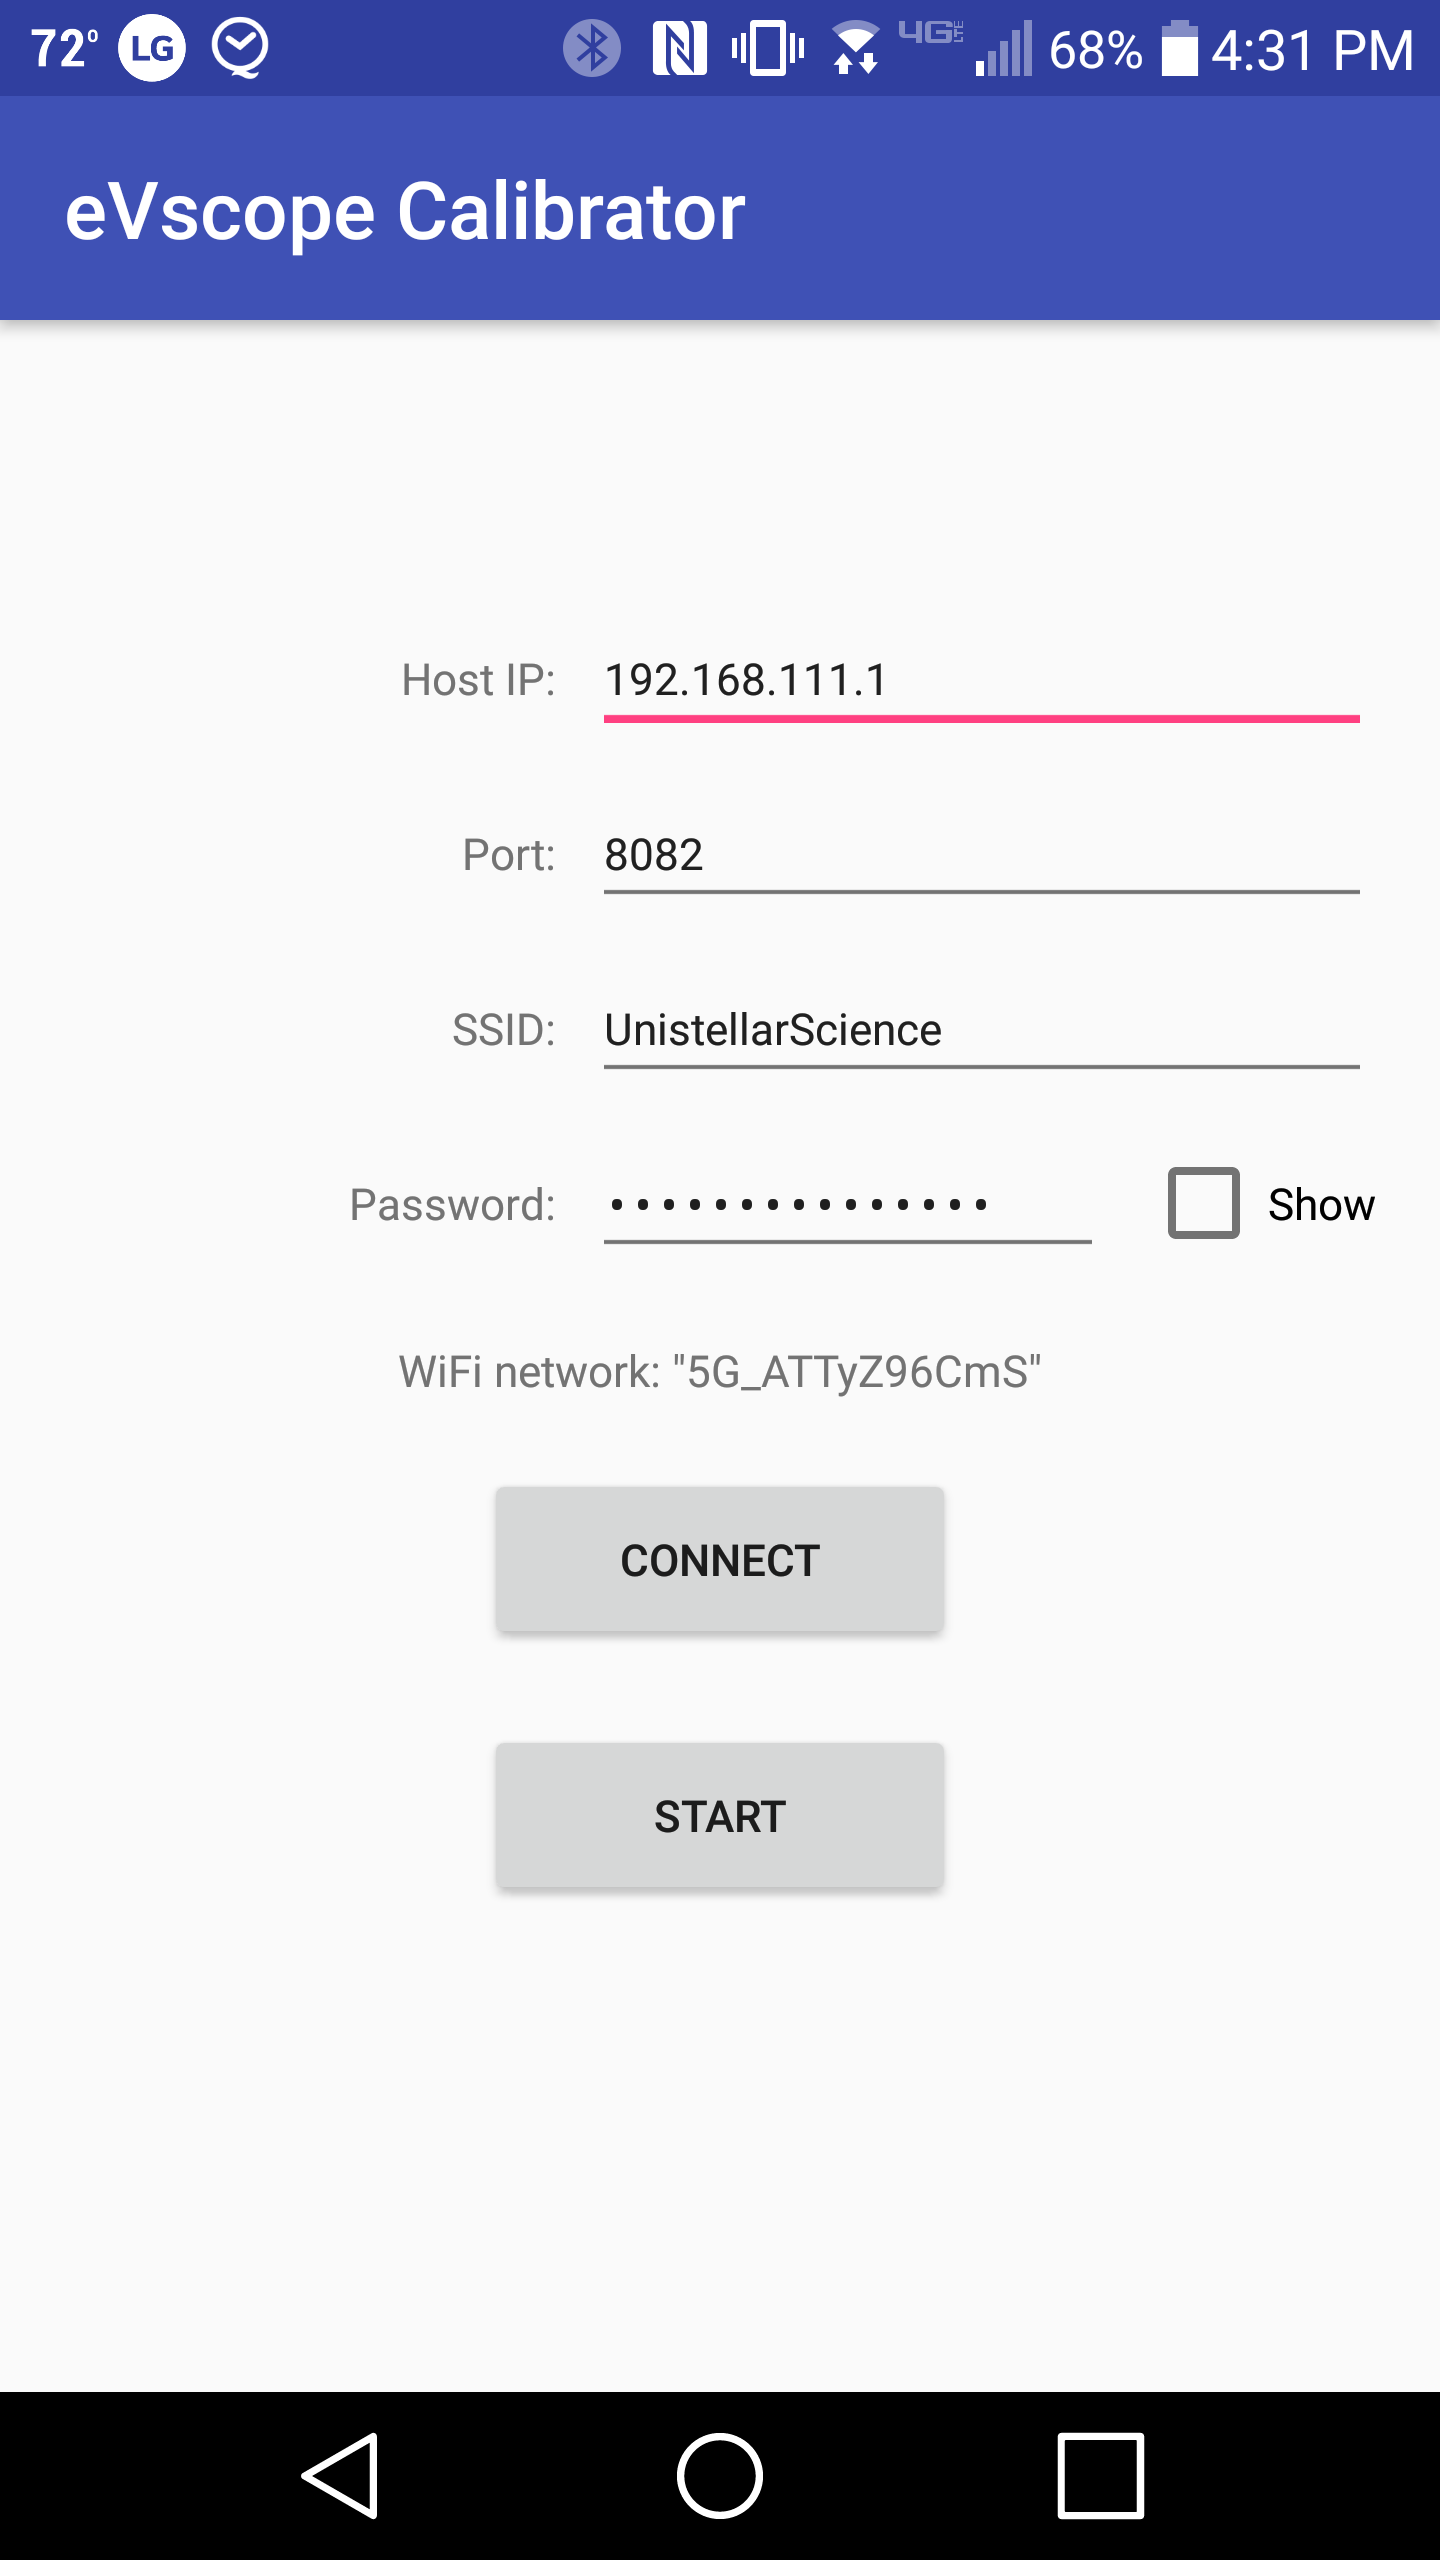 72° LG 4G LTE 68% 4:31 PM
eVscope Calibrator
Host IP: 192.168.111.1
Port: 8082
SSID: UnistellarScience
Password: ••••••••••••••• Show
WiFi network: "5G_ATTyZ96CmS"
CONNECT
START